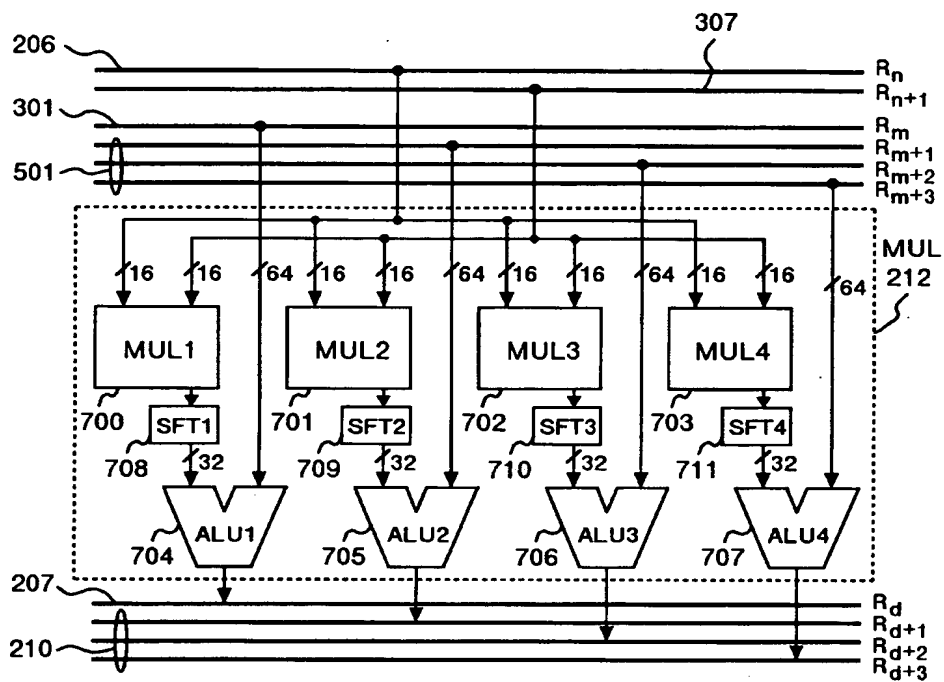 206
307
Rn
Rn+1
301
Rm
Rm+1
501
Rm+2
Rm+3
MUL
212
16 16 64 16 16 64 16 16 64 16 16 64
MUL1 MUL2 MUL3 MUL4
700 701 702 703
SFT1 SFT2 SFT3 SFT4
708 709 710 711
32 32 32 32
ALU1 ALU2 ALU3 ALU4
704 705 706 707
207
Rd
Rd+1
210
Rd+2
Rd+3